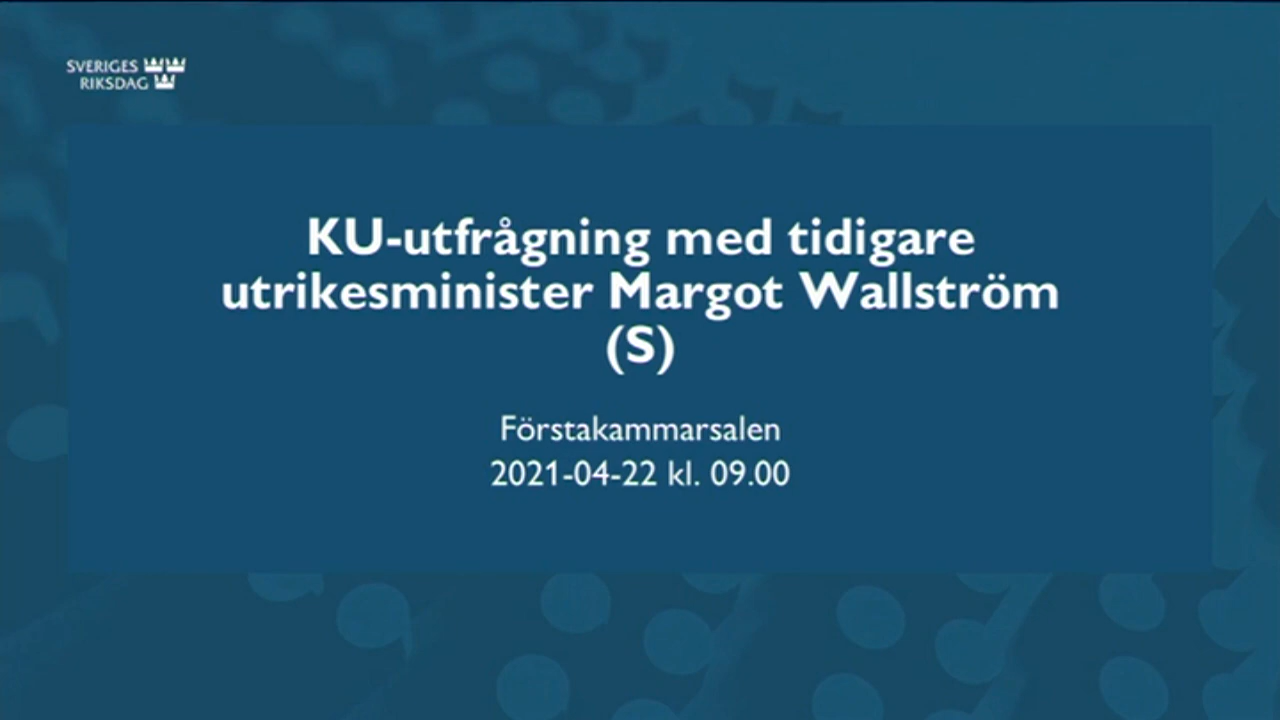 SVERIGES
RIKSDAG
KU-utfrågning med tidigare
utrikesminister Margot Wallström
(S)
Förstakammarsalen
2021-04-22 kl. 09.00